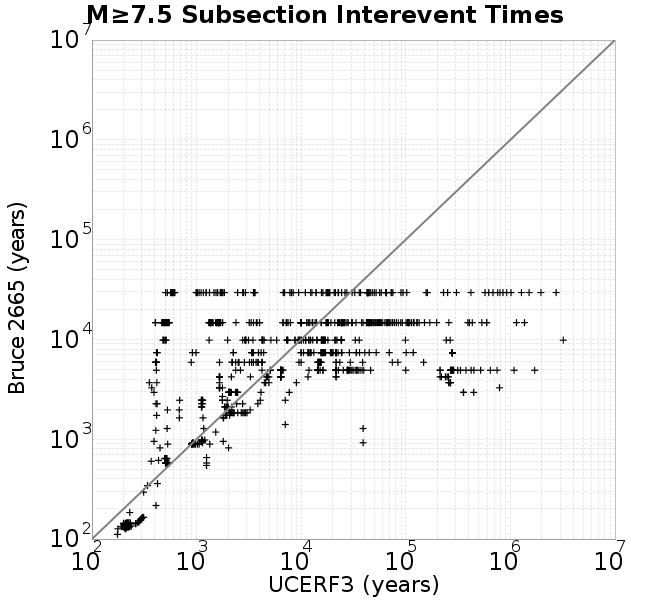 M≥7.5 Subsection Interevent Times
10^7
10^6
10^5
10^4
10^3
10^2
Bruce 2665 (years)
10^2 10^3 10^4 10^5 10^6 10^7
UCERF3 (years)